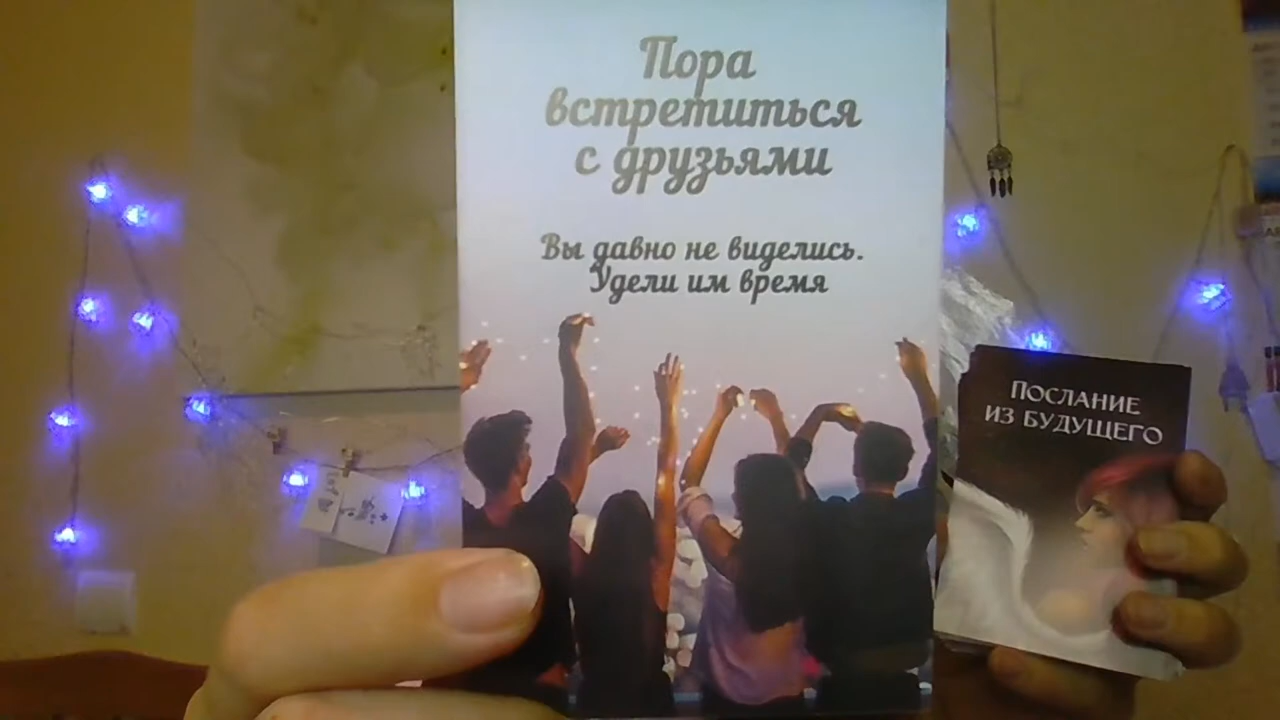 Пора
встретиться
с друзьями
Вы давно не виделись.
Удели им время
ПОСЛАНИЕ
ИЗ БУДУЩЕГО